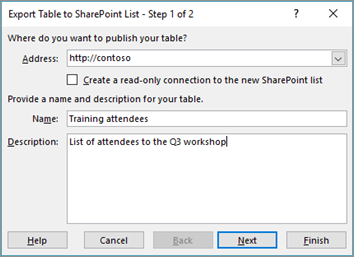 Export Table to SharePoint List - Step 1 of 2
Where do you want to publish your table?
Address: http://contoso
Create a read-only connection to the new SharePoint list
Provide a name and description for your table.
Name: Training attendees
Description: List of attendees to the Q3 workshop
Help Cancel Back Next Finish